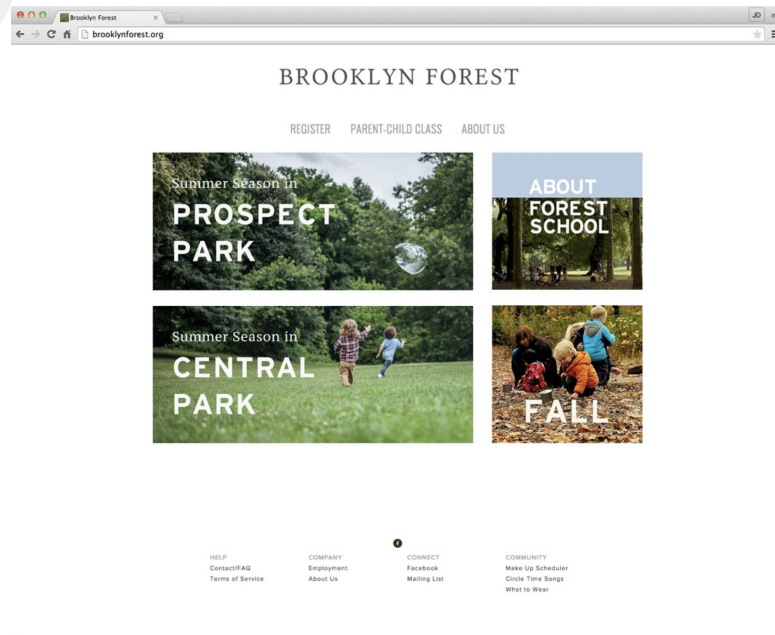 Brooklyn Forest
JD
brooklynforest.org
BROOKLYN FOREST
REGISTER PARENT-CHILD CLASS ABOUT US
Summer Season in
PROSPECT
PARK
ABOUT
FOREST
SCHOOL
Summer Season in
CENTRAL
PARK
FALL
HELP
Contact/FAQ
Terms of Service
COMPANY
Employment
About Us
CONNECT
Facebook
Mailing List
COMMUNITY
Make Up Scheduler
Circle Time Songs
What to Wear